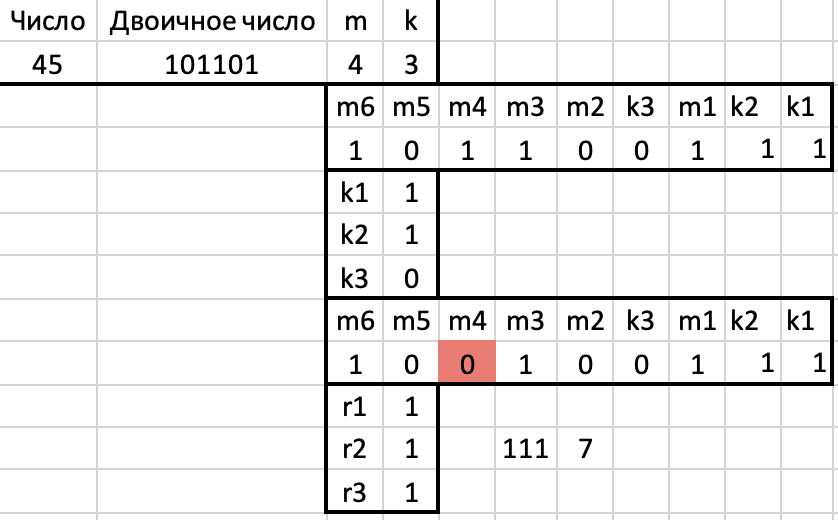 Число Двоичное число m k
45 101101 4 3
m6 m5 m4 m3 m2 k3 m1 k2 k1
1 0 1 1 0 0 1 1 1
k1 1
k2 1
k3 0
m6 m5 m4 m3 m2 k3 m1 k2 k1
1 0 0 1 0 0 1 1 1
r1 1
r2 1 111 7
r3 1